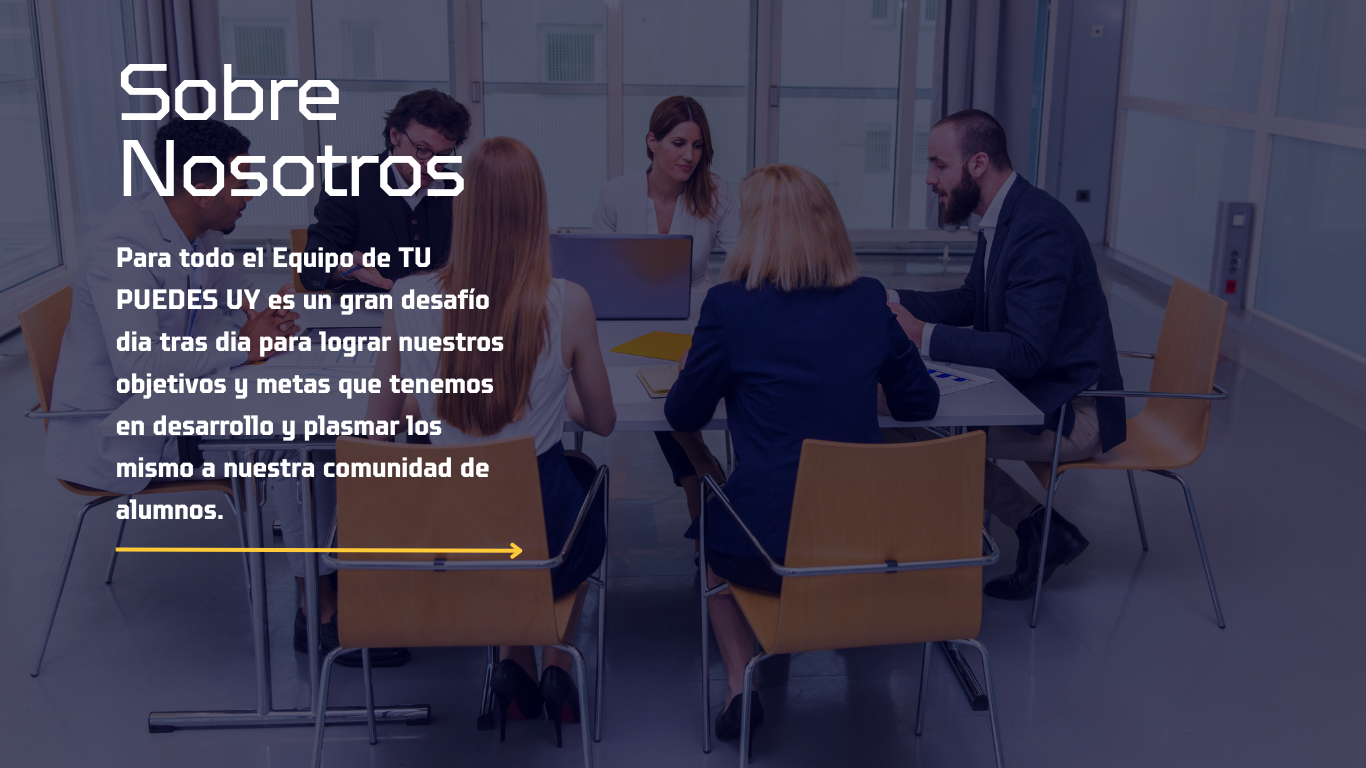 Sobre
Nosotros
Para todo el Equipo de TU
PUEDES UY es un gran desafío
dia tras dia para lograr nuestros
objetivos y metas que tenemos
en desarrollo y plasmar los
mismo a nuestra comunidad de
alumnos.